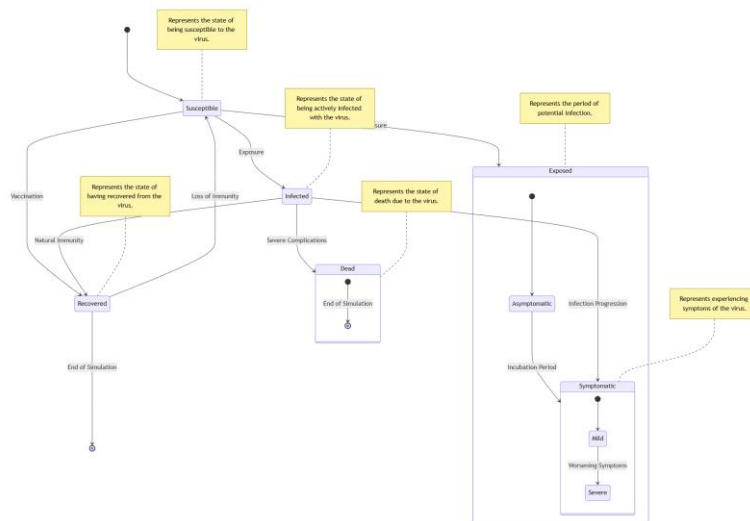 Represents the state of
being susceptible to the
virus.
Susceptible
Represents the state of
being actively infected
with the virus.
Represents the period of
potential infection.
Exposure
Exposed
Vaccination
Represents the state of
having recovered from the
virus.
Loss of Immunity
Infected
Represents the state of
death due to the virus.
Natural Immunity
Severe Complications
Dead
Recovered
End of Simulation
Asymptomatic
Infection Progression
Represents experiencing
symptoms of the virus.
End of Simulation
Incubation Period
Symptomatic
Mild
Worsening Symptoms
Severe